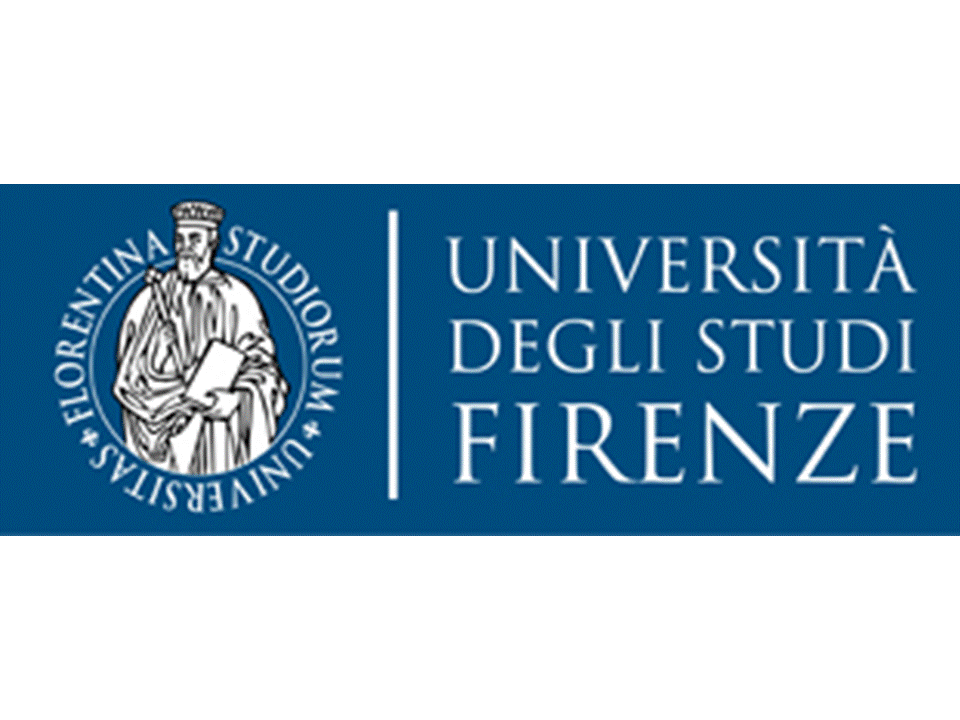 FLORENTINA STUDIORUM UNIVERSITAS
UNIVERSITÀ
DEGLI STUDI
FIRENZE